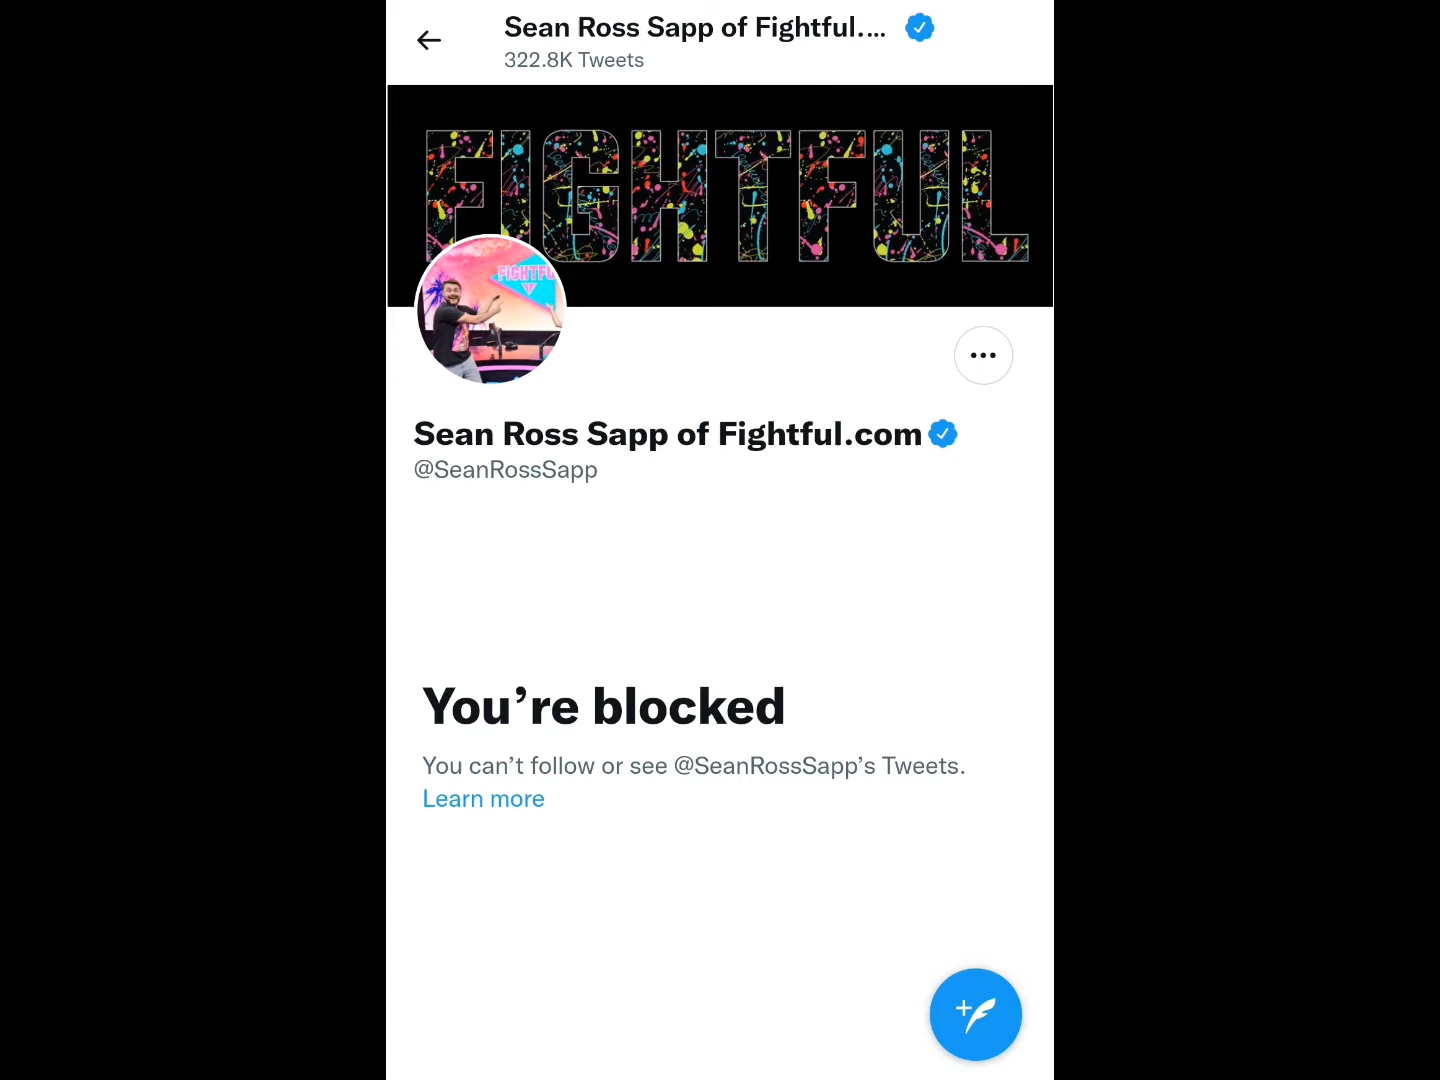 Sean Ross Sapp of Fightful....
322.8K Tweets
FIGHTFUL
FIGHTFU
Sean Ross Sapp of Fightful.com
@SeanRossSapp
You’re blocked
You can’t follow or see @SeanRossSapp’s Tweets.
Learn more